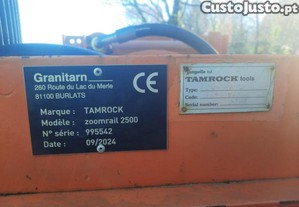 CustoJusto.pt
Granitarn
260 Route du Lac du Merle
81100 BURLATS
CE
Marque : TAMROCK
Modèle : zoomrail 2500
N° série : 995542
Date : 09/2024
TAMROCK tools
Type
Code
Serial number